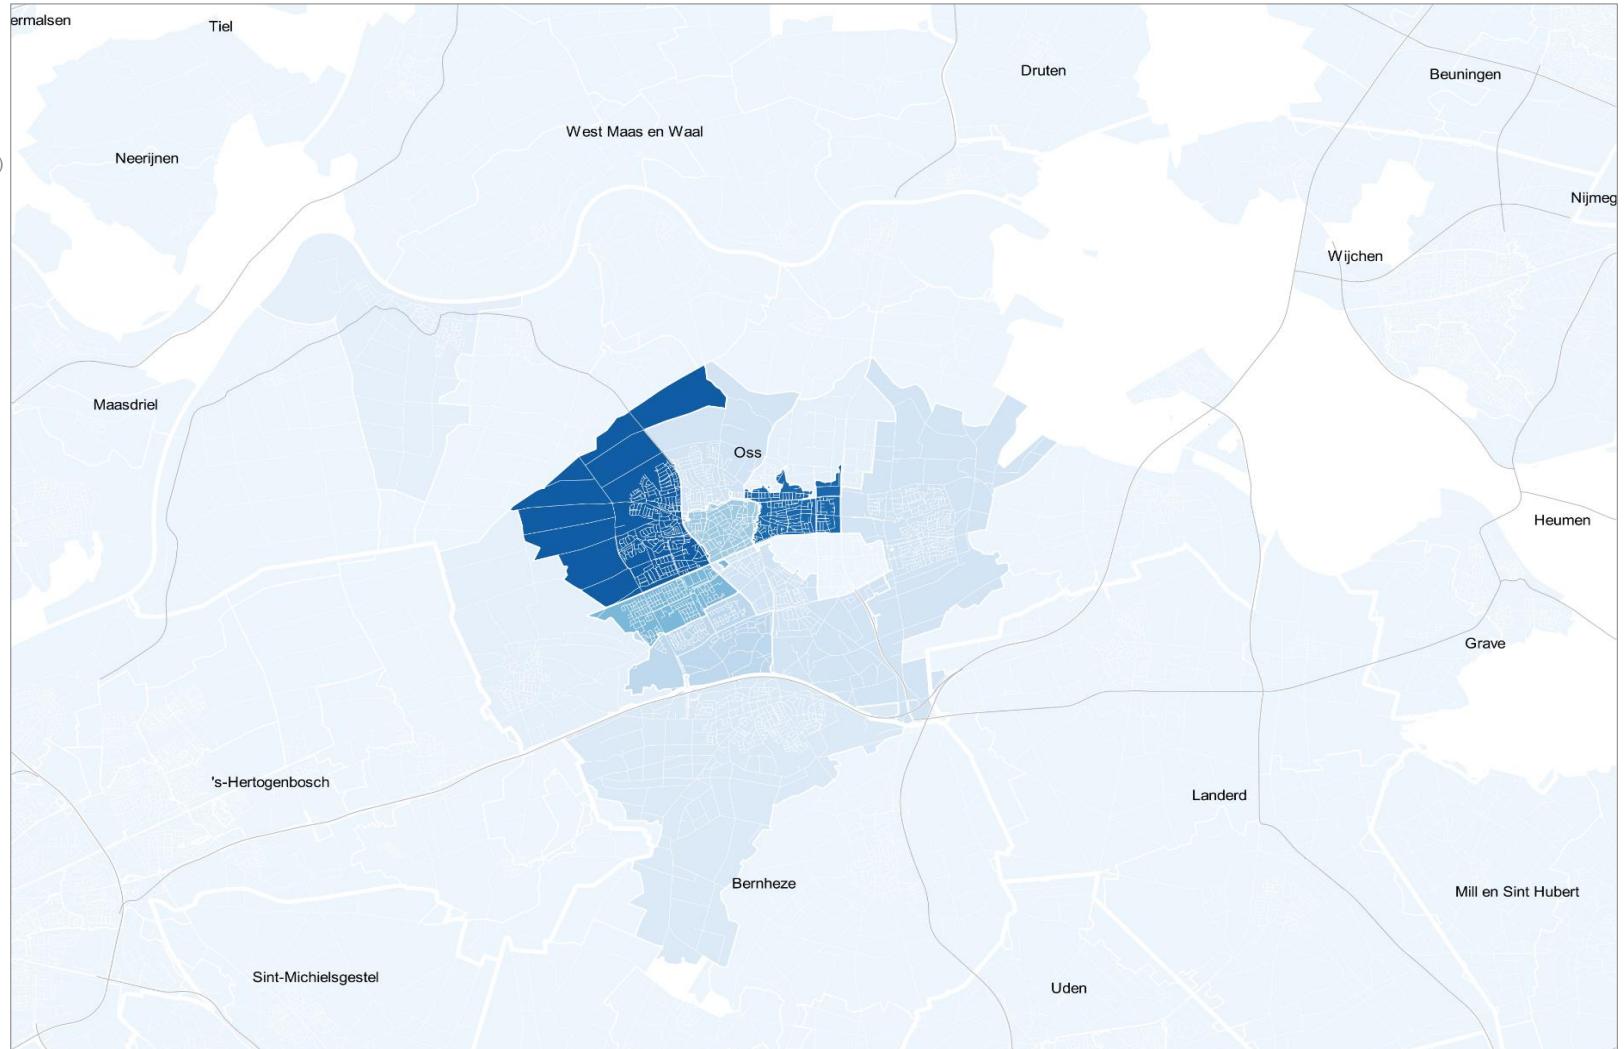 ermalsen
Tiel
Druten
Beuningen
West Maas en Waal
Neerijnen
)
Nijmeg
Wijchen
Maasdriel
Oss
Heumen
Grave
's-Hertogenbosch
Landerd
Bernheze
Mill en Sint Hubert
Sint-Michielsgestel
Uden